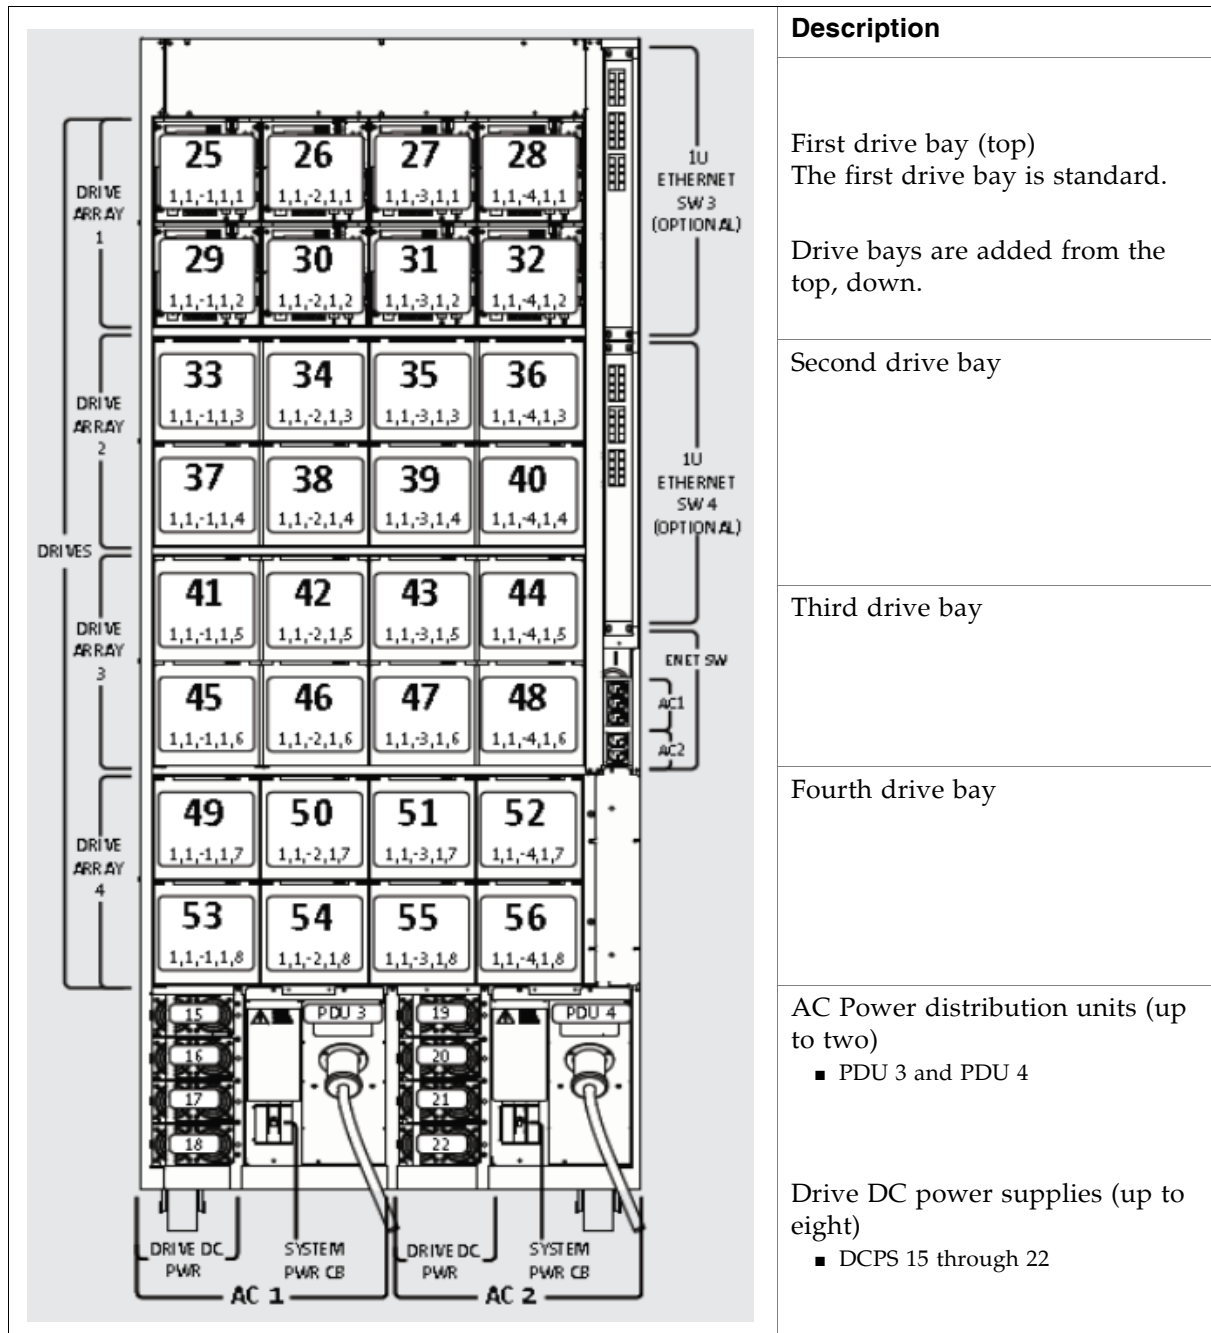 Description
First drive bay (top)
The first drive bay is standard.
Drive bays are added from the
top, down.
Second drive bay
Third drive bay
Fourth drive bay
AC Power distribution units (up
to two)
■ PDU 3 and PDU 4
Drive DC power supplies (up to
eight)
■ DCPS 15 through 22
DRIVES
DRIVE
ARRAY
1
25 26 27 28
1,1,-1,1,1 1,1,-2,1,1 1,1,-3,1,1 1,1,-4,1,1
29 30 31 32
1,1,-1,1,2 1,1,-2,1,2 1,1,-3,1,2 1,1,-4,1,2
DRIVE
ARRAY
2
33 34 35 36
1,1,-1,1,3 1,1,-2,1,3 1,1,-3,1,3 1,1,-4,1,3
37 38 39 40
1,1,-1,1,4 1,1,-2,1,4 1,1,-3,1,4 1,1,-4,1,4
DRIVE
ARRAY
3
41 42 43 44
1,1,-1,1,5 1,1,-2,1,5 1,1,-3,1,5 1,1,-4,1,5
45 46 47 48
1,1,-1,1,6 1,1,-2,1,6 1,1,-3,1,6 1,1,-4,1,6
DRIVE
ARRAY
4
49 50 51 52
1,1,-1,1,7 1,1,-2,1,7 1,1,-3,1,7 1,1,-4,1,7
53 54 55 56
1,1,-1,1,8 1,1,-2,1,8 1,1,-3,1,8 1,1,-4,1,8
1U
ETHERNET
SW 3
(OPTIONAL)
1U
ETHERNET
SW 4
(OPTIONAL)
ENET SW
AC1
AC2
15 PDU 3 19 PDU 4
16 20
17 21
18 22
DRIVE DC
PWR
SYSTEM
PWR CB
DRIVE DC
PWR
SYSTEM
PWR CB
AC 1 AC 2